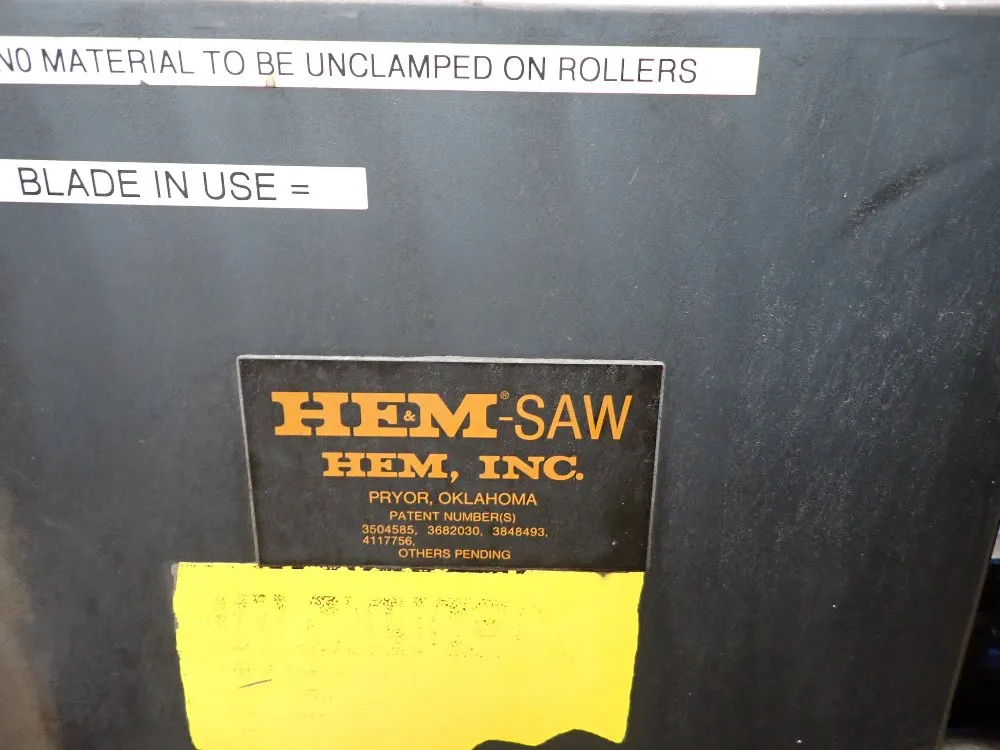 NO MATERIAL TO BE UNCLAMPED ON ROLLERS
BLADE IN USE =
HE&M®-SAW
HEM, INC.
PRYOR, OKLAHOMA
PATENT NUMBER(S)
3504585, 3682030, 3848493,
4117756,
OTHERS PENDING